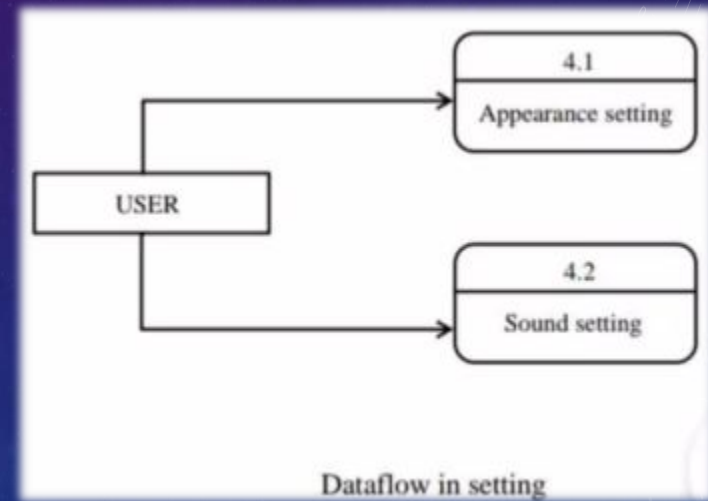 4.1
Appearance setting
USER
4.2
Sound setting
Dataflow in setting